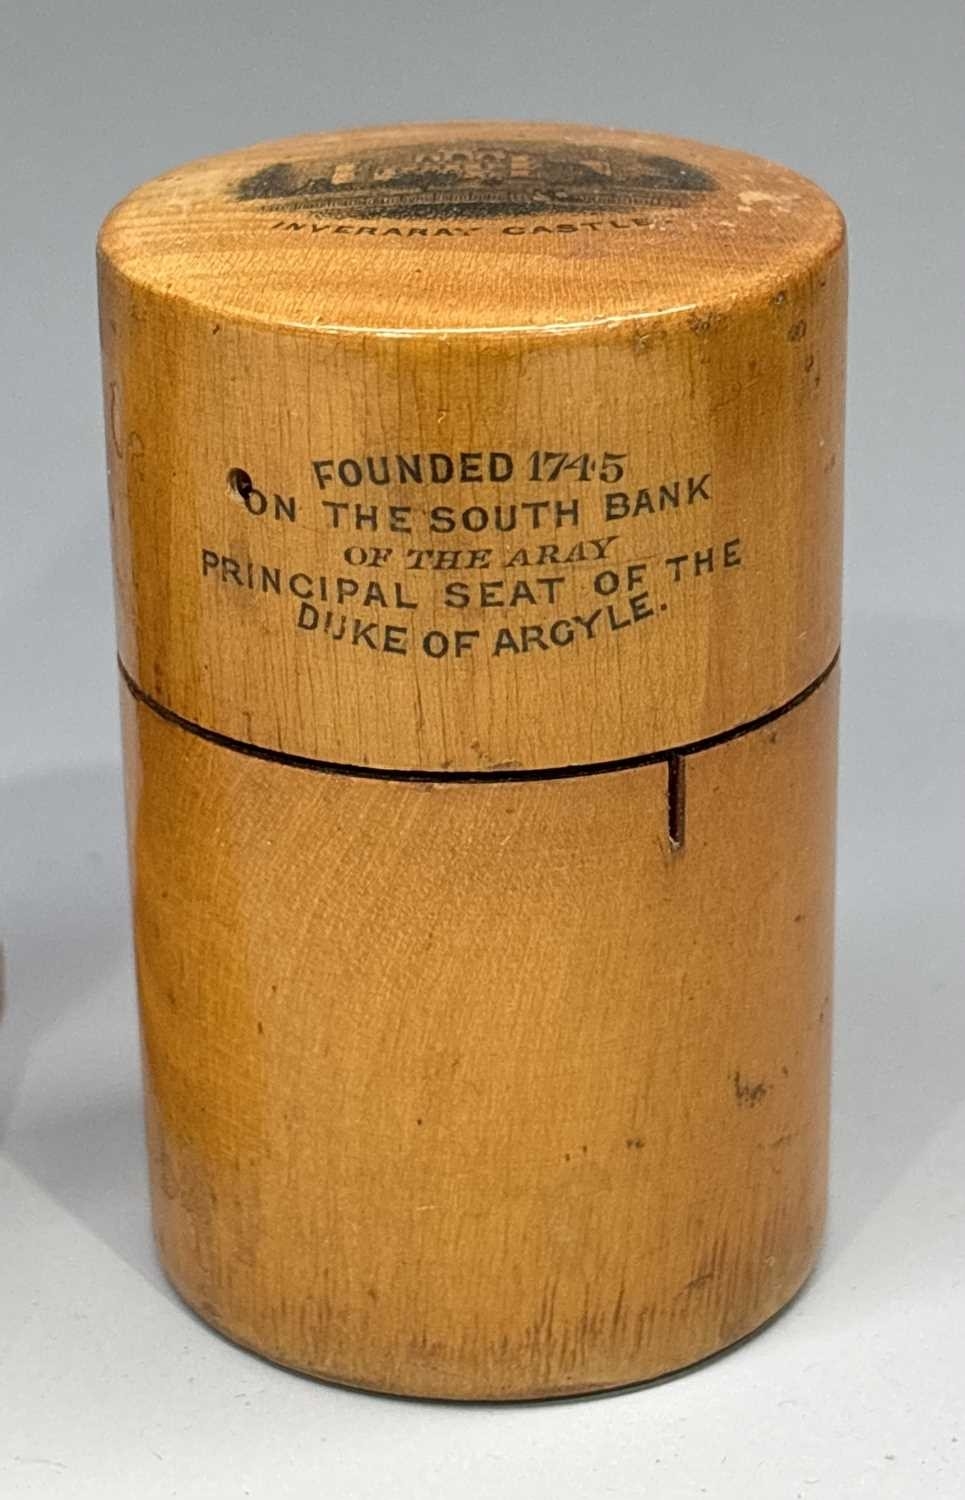 INVERARAY CASTLE
FOUNDED 1745
ON THE SOUTH BANK
OF THE ARAY
PRINCIPAL SEAT OF THE
DUKE OF ARGYLE.